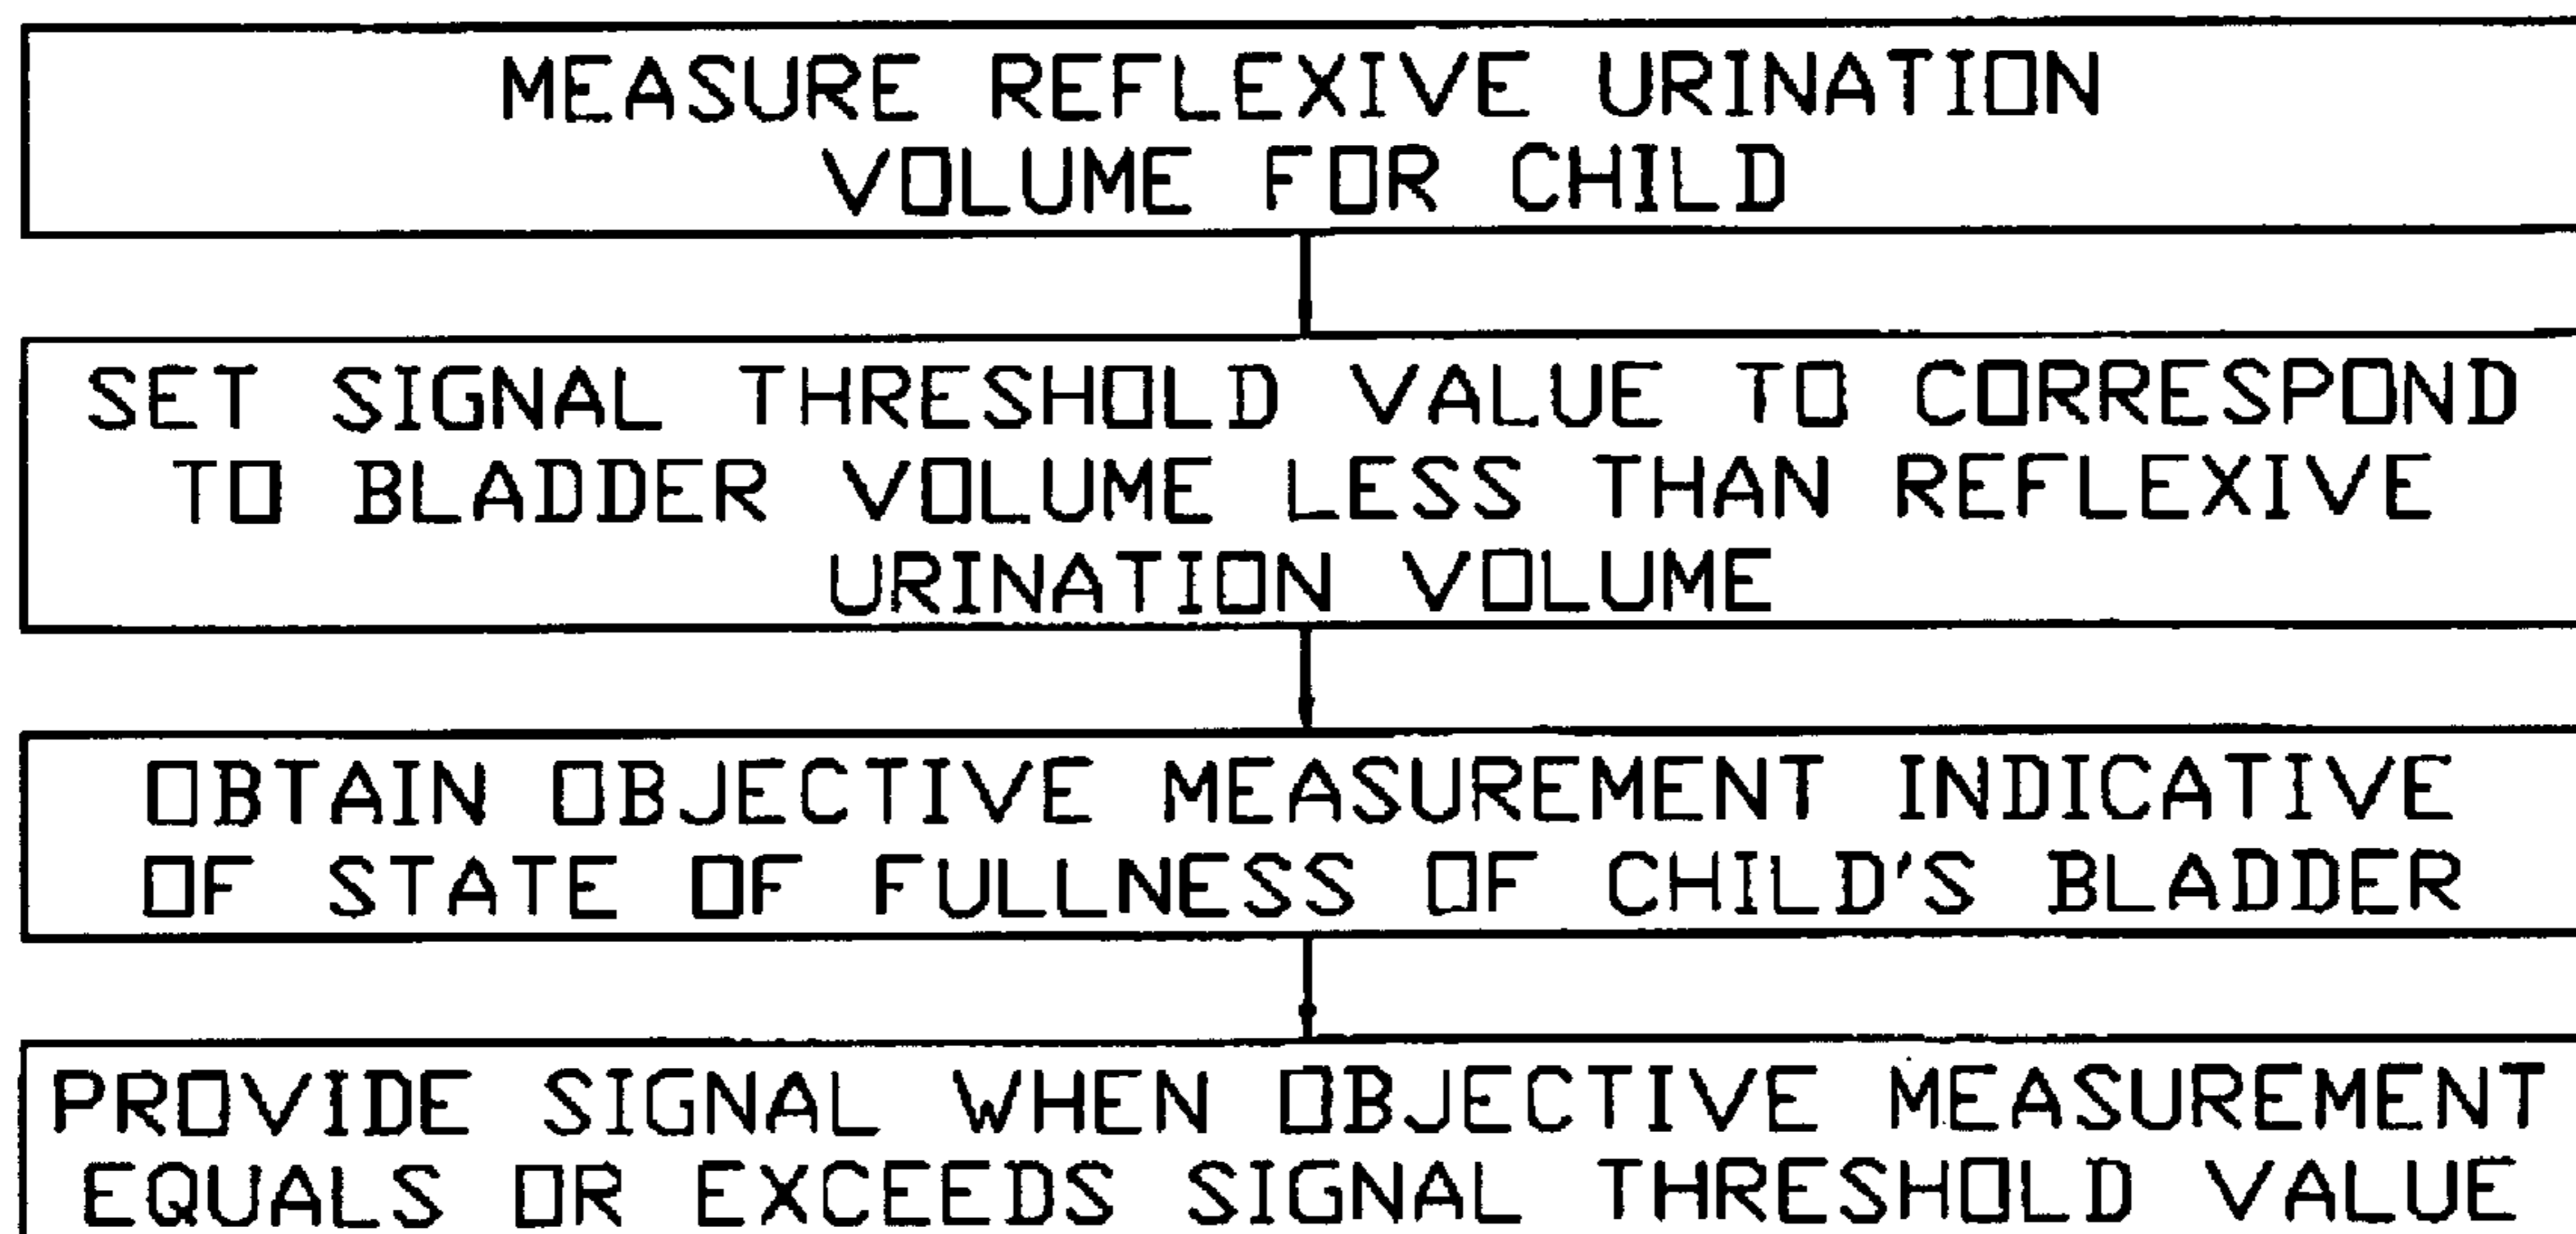 MEASURE REFLEXIVE URINATION
VOLUME FOR CHILD
SET SIGNAL THRESHOLD VALUE TO CORRESPOND
TO BLADDER VOLUME LESS THAN REFLEXIVE
URINATION VOLUME
OBTAIN OBJECTIVE MEASUREMENT INDICATIVE
OF STATE OF FULLNESS OF CHILD'S BLADDER
PROVIDE SIGNAL WHEN OBJECTIVE MEASUREMENT
EQUALS OR EXCEEDS SIGNAL THRESHOLD VALUE